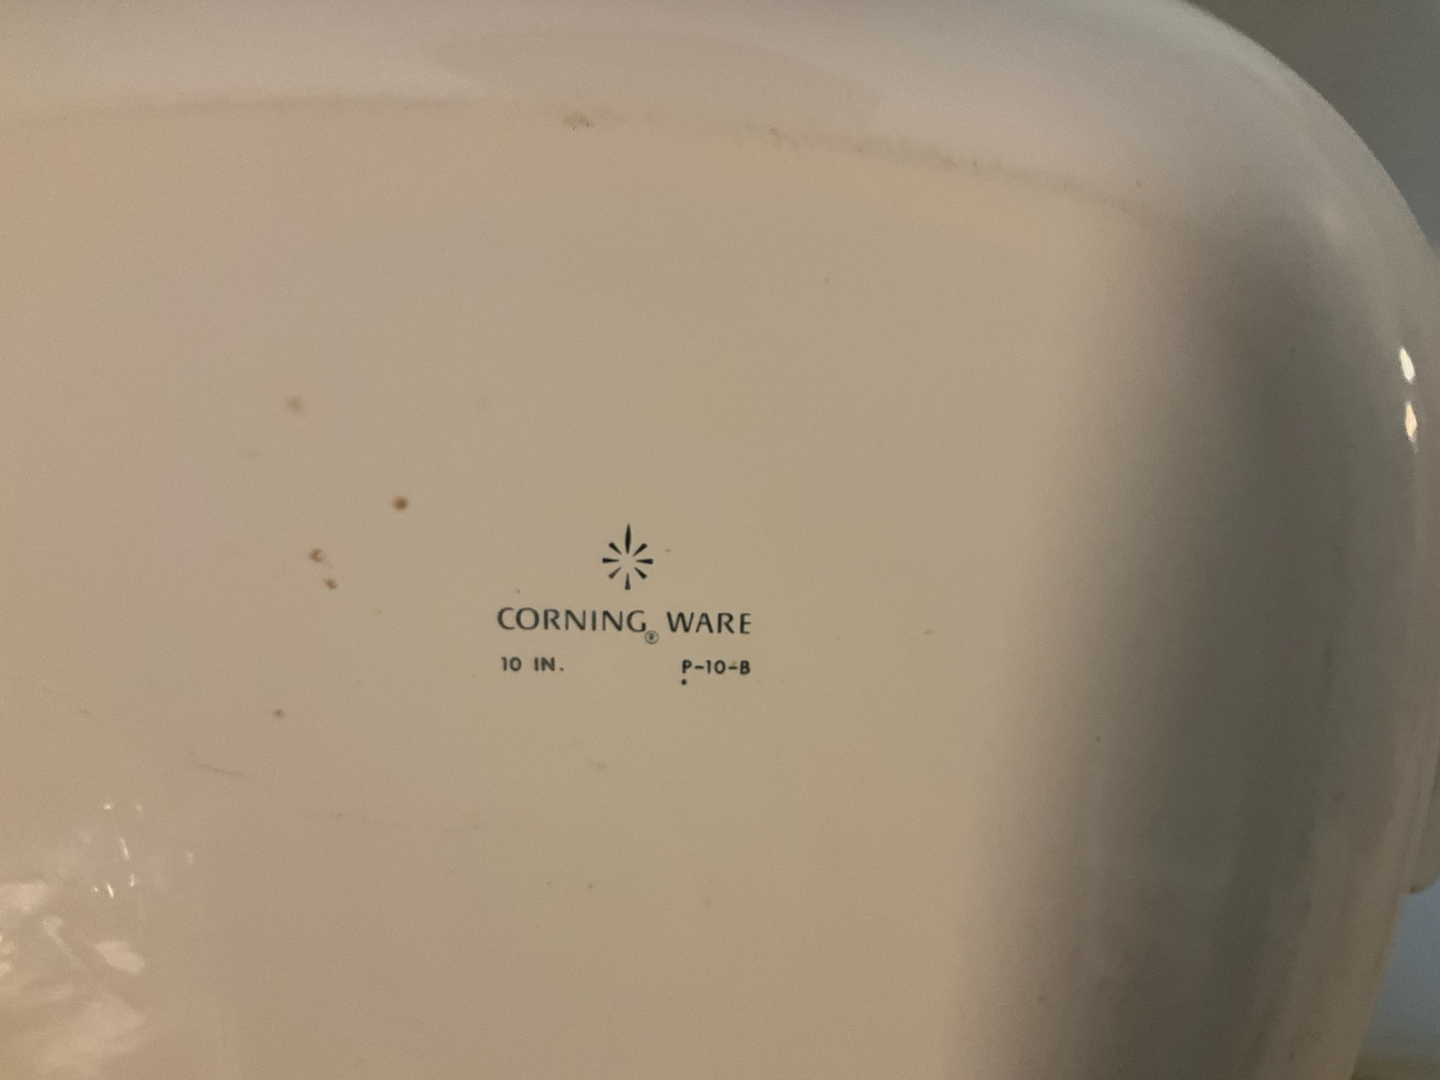 CORNING® WARE
10 IN. P-10-B